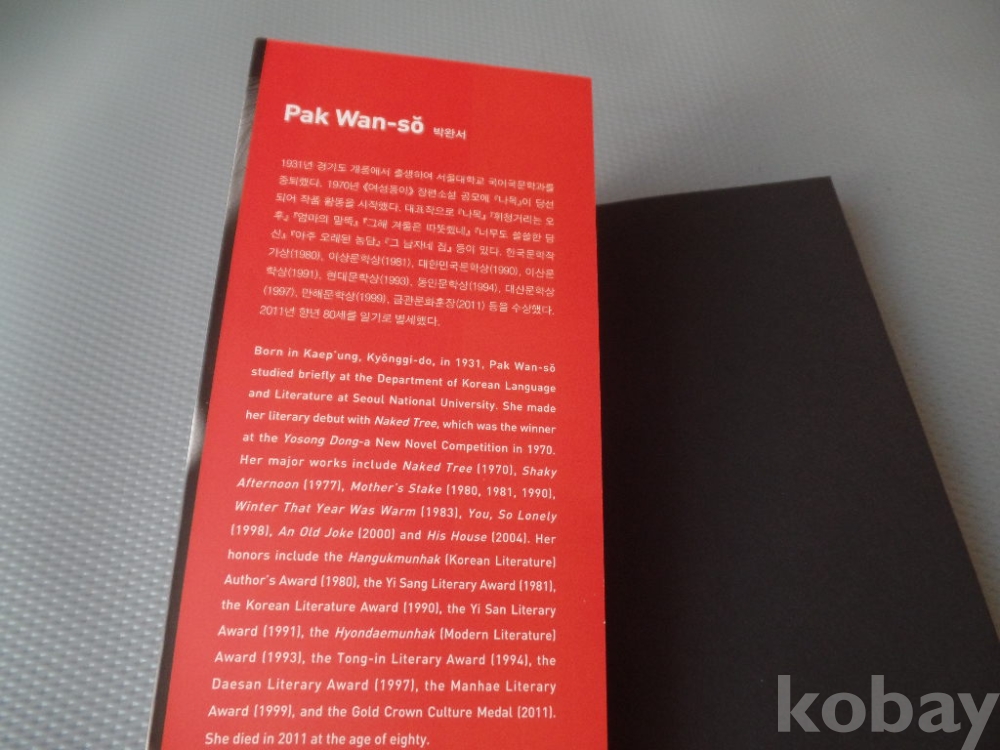 Pak Wan-sŏ 박완서
1931년 경기도 개풍에서 출생하여 서울대학교 국어국문학과를
중퇴했다. 1970년 《여성동아》 장편소설 공모에 『나목』이 당선
되어 작품 활동을 시작했다. 대표작으로 『나목』 『휘청거리는 오
후』 『엄마의 말뚝』 『그해 겨울은 따뜻했네』 『너무도 쓸쓸한 당
신』 『아주 오래된 농담』 『그 남자네 집』 등이 있다. 한국문학작
가상(1980), 이상문학상(1981), 대한민국문학상(1990), 이산문
학상(1991), 현대문학상(1993), 동인문학상(1994), 대산문학상
(1997), 만해문학상(1999), 금관문화훈장(2011) 등을 수상했다.
2011년 향년 80세를 일기로 별세했다.
Born in Kaep'ung, Kyŏnggi-do, in 1931, Pak Wan-sŏ
studied briefly at the Department of Korean Language
and Literature at Seoul National University. She made
her literary debut with Naked Tree, which was the winner
at the Yosong Dong-a New Novel Competition in 1970.
Her major works include Naked Tree (1970), Shaky
Afternoon (1977), Mother's Stake (1980, 1981, 1990),
Winter That Year Was Warm (1983), You, So Lonely
(1998), An Old Joke (2000) and His House (2004). Her
honors include the Hangukmunhak (Korean Literature)
Author's Award (1980), the Yi Sang Literary Award (1981),
the Korean Literature Award (1990), the Yi San Literary
Award (1991), the Hyondaemunhak (Modern Literature)
Award (1993), the Tong-in Literary Award (1994), the
Daesan Literary Award (1997), the Manhae Literary
Award (1999), and the Gold Crown Culture Medal (2011).
She died in 2011 at the age of eighty.
kobay